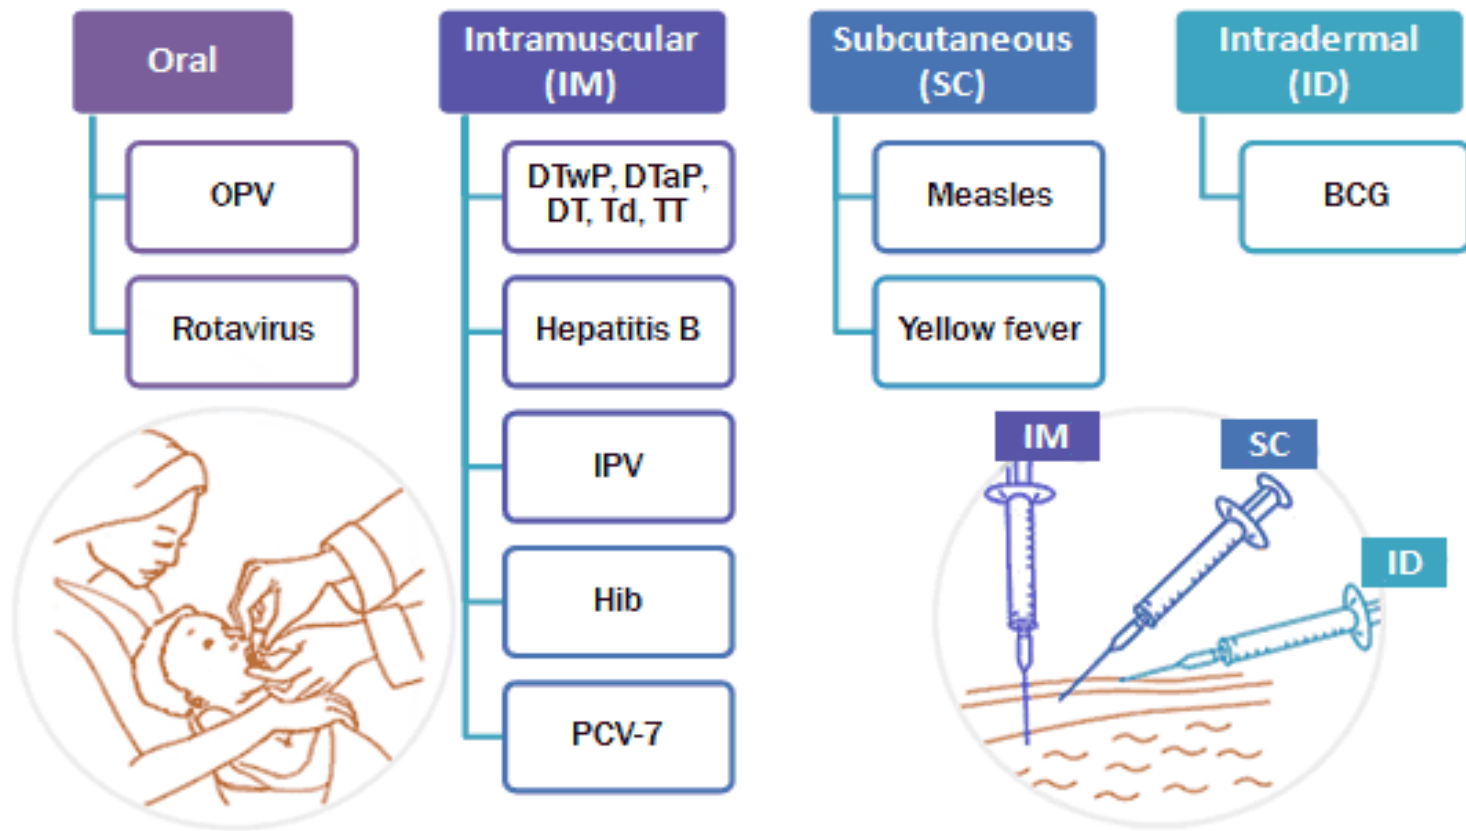 Oral
OPV
Rotavirus
Intramuscular
(IM)
DTwP, DTaP,
DT, Td, TT
Hepatitis B
IPV
Hib
PCV-7
Subcutaneous
(SC)
Measles
Yellow fever
Intradermal
(ID)
BCG
IM
SC
ID